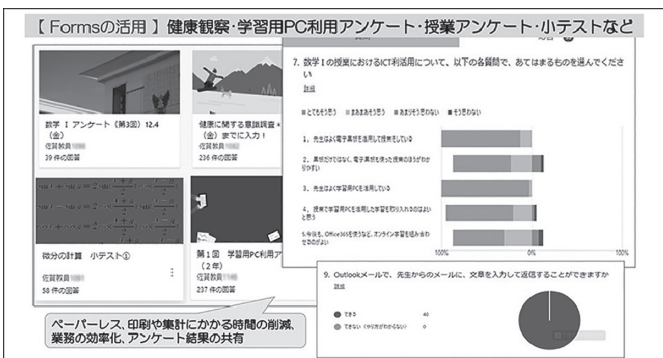 【 Formsの活用 】健康観察・学習用PC利用アンケート・授業アンケート・小テストなど
数学 Ⅰ アンケート《第3回》12.4
（金）
佐賀教員
39 件の回答
健康に関する意識調査＊
（金）までに入力！
佐賀教員
236 件の回答
微分の計算 小テスト①
佐賀教員
58 件の回答
第1回 学習用PC利用ア
（2年）
佐賀教員
237 件の回答
ペーパーレス、印刷や集計にかかる時間の削減、
業務の効率化、アンケート結果の共有
7. 数学Ⅰの授業におけるICT利活用について、以下の各質問で、あてはまるものを選んでくださ
い
詳細
■とてもそう思う ■まあまあそう思う ■あまりそう思わない ■そう思わない
1. 先生はよく電子黒板を活用して授業をしている
2. 黒板だけではなく、電子黒板も使った授業のほうがわか
りやすい
3. 先生はよく学習用PCを活用している
4. 授業で学習用PCを活用した学習を取り入れるのはよい
と思う
5.今後も、Office365を使うなど、オンライン学習を組み合わ
せるのがよい
100% 0% 100%
9. Outlookメールで、先生からのメールに、文章を入力して返信することができますか
詳細
できる 40
できない（やり方がわからない） 0